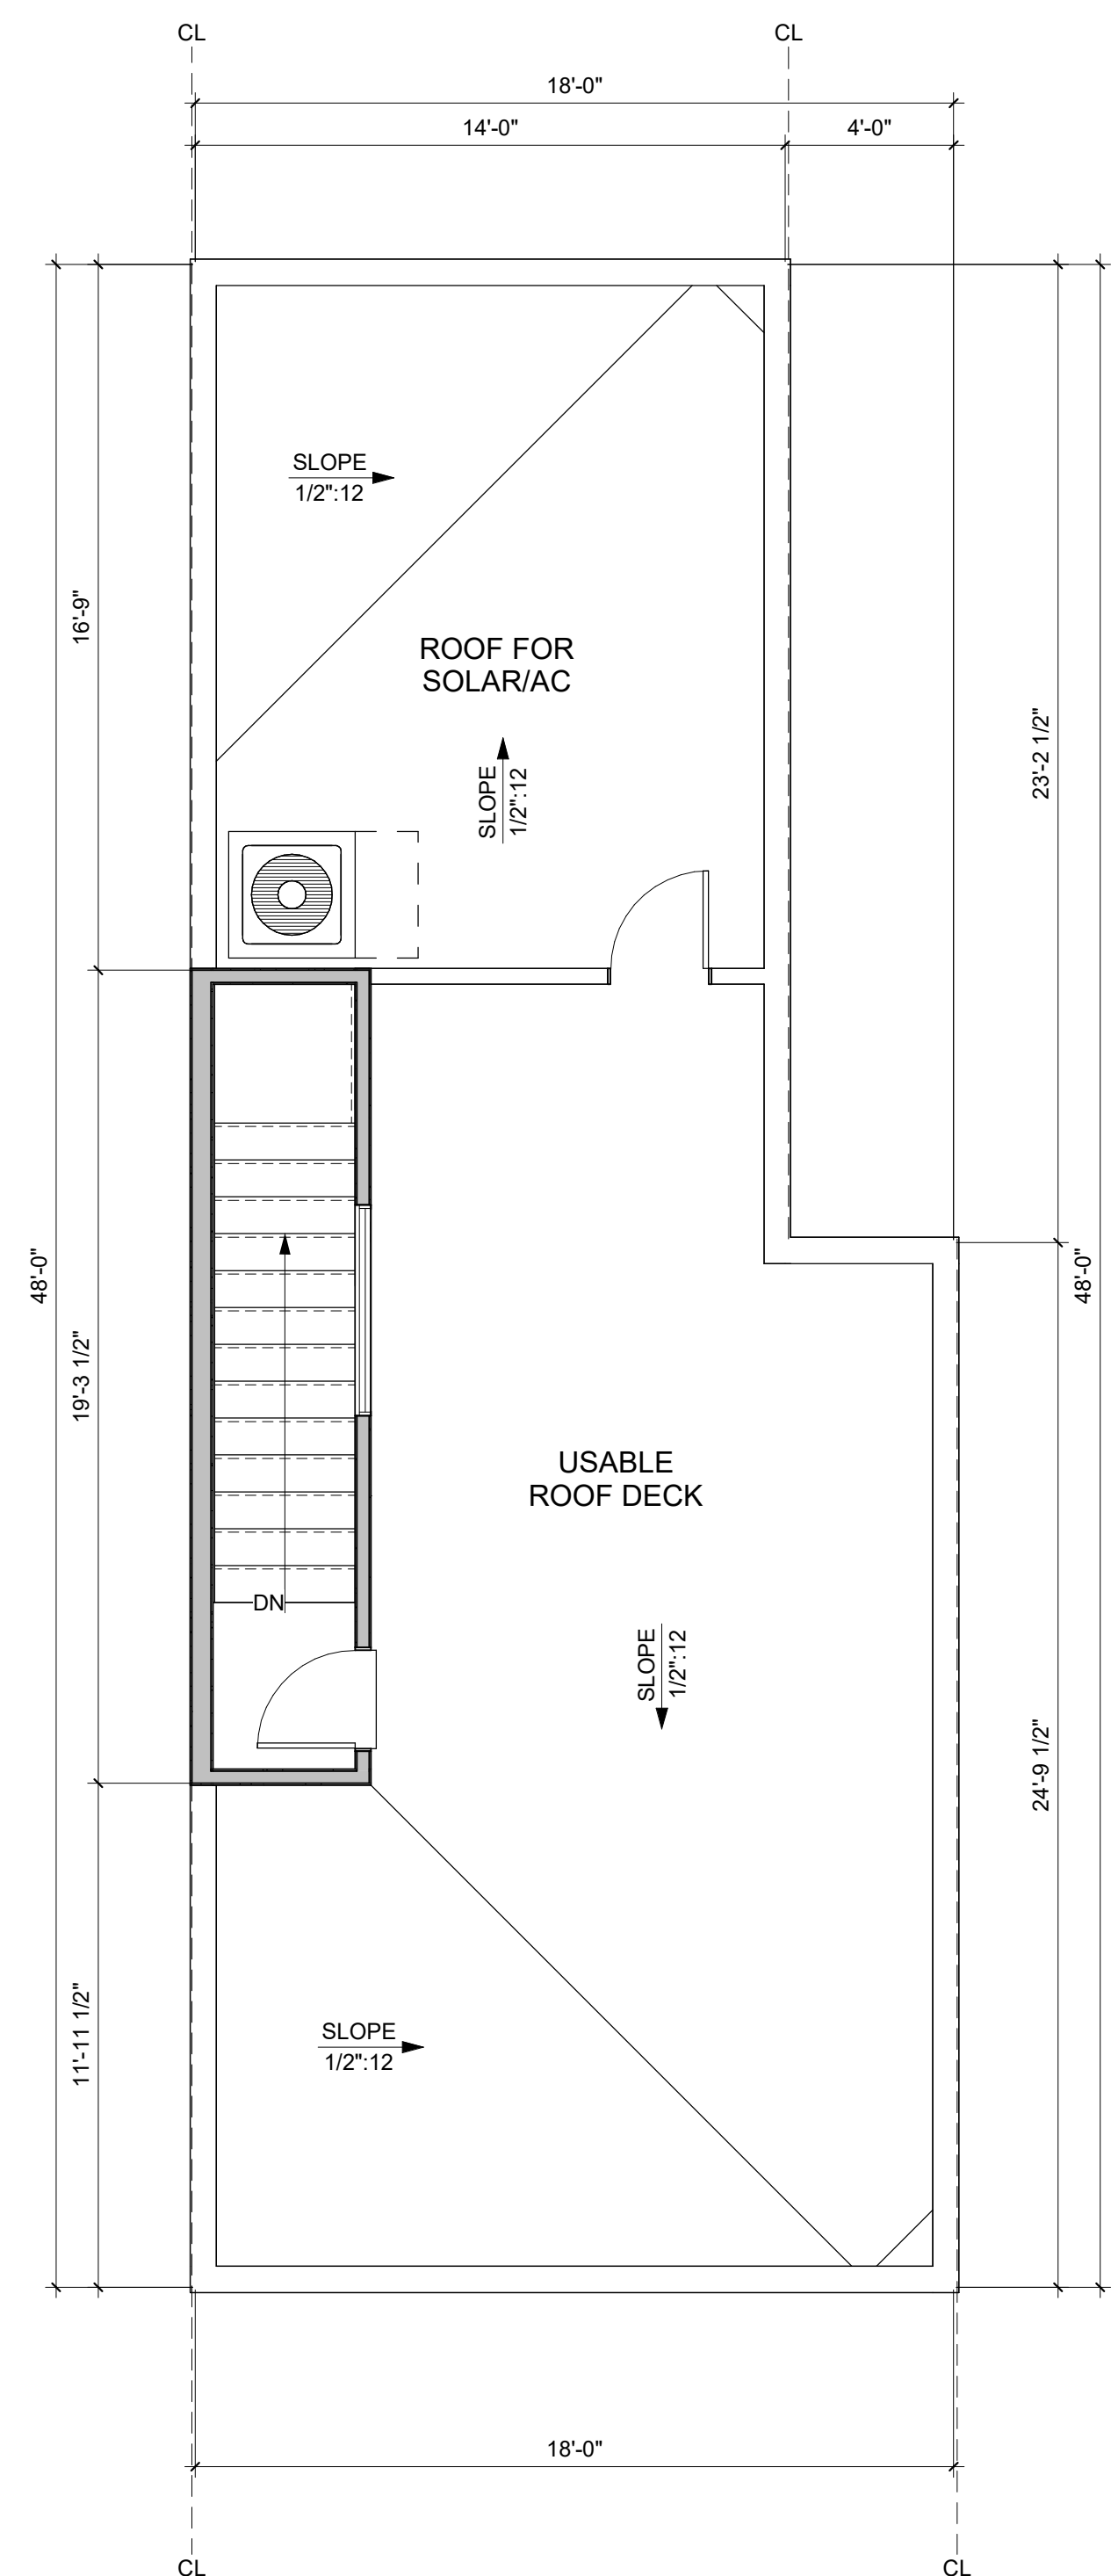 CL
CL
18'-0"
14'-0"
4'-0"
SLOPE
1/2":12
16'-9"
ROOF FOR
SOLAR/AC
23'-2 1/2"
SLOPE
1/2":12
48'-0"
48'-0"
19'-3 1/2"
USABLE
ROOF DECK
DN
SLOPE
1/2":12
24'-9 1/2"
11'-11 1/2"
SLOPE
1/2":12
18'-0"
CL
CL